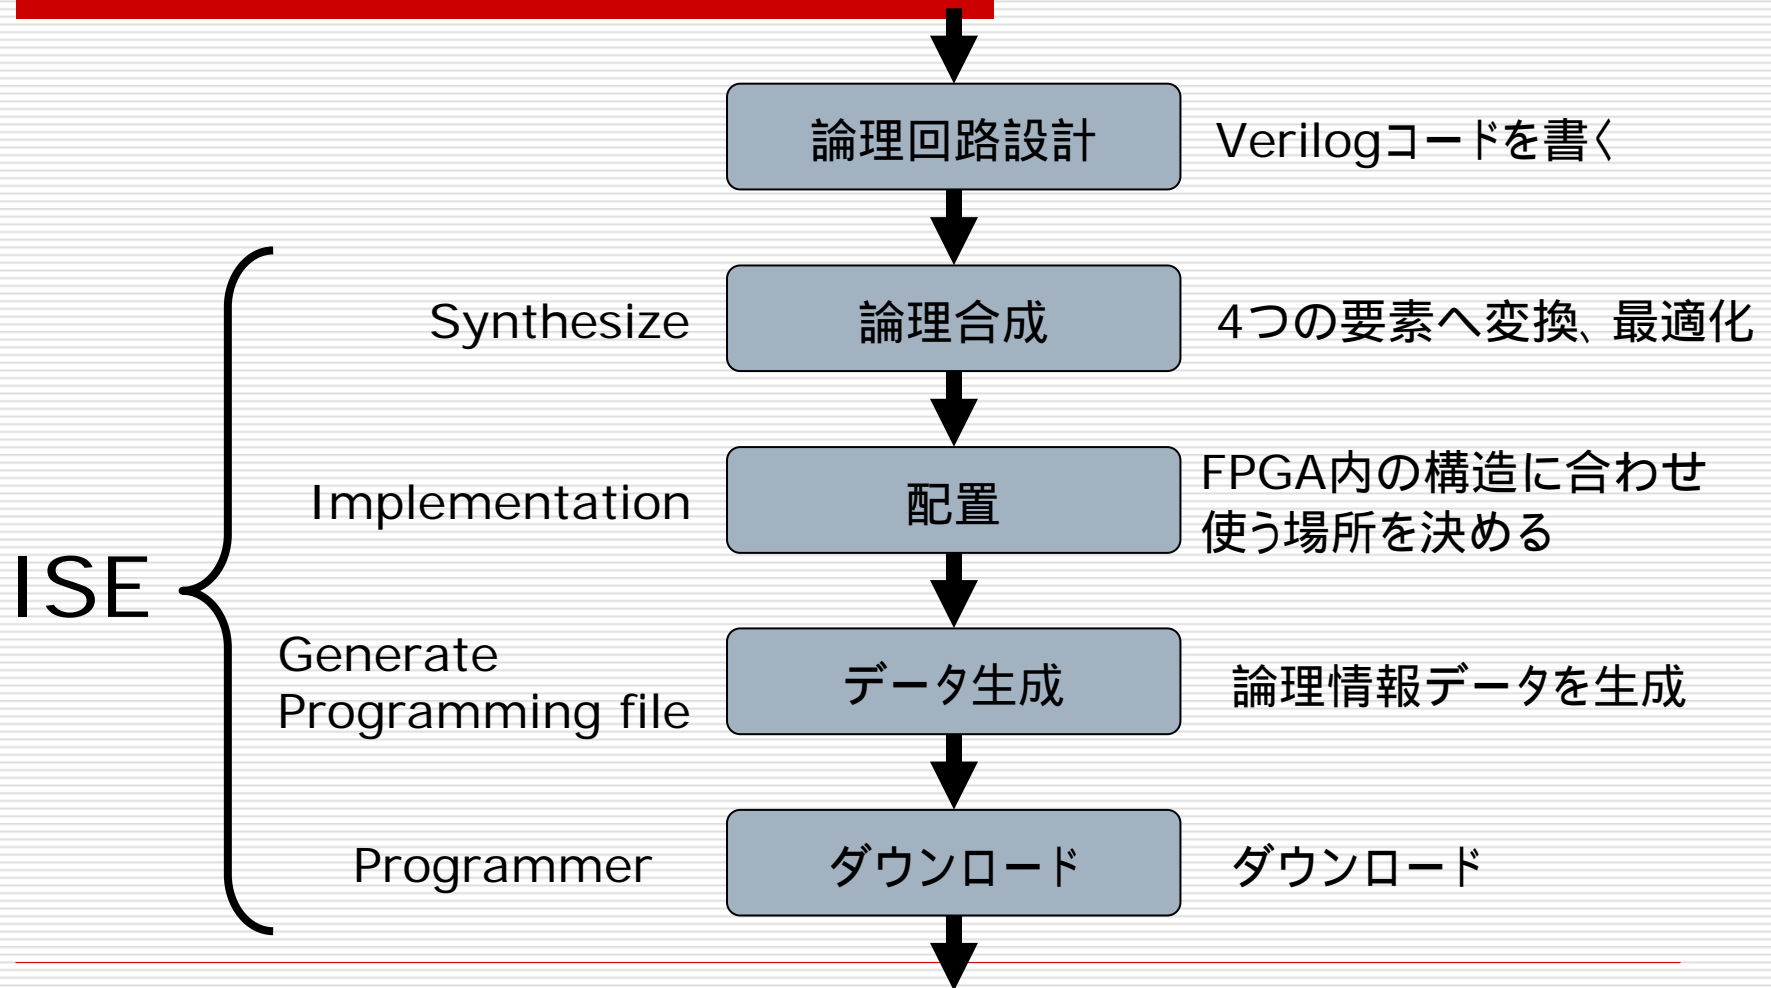 論理回路設計
Verilogコードを書く
Synthesize
論理合成
4つの要素へ変換、最適化
Implementation
配置
FPGA内の構造に合わせ
使う場所を決める
ISE
Generate
Programming file
データ生成
論理情報データを生成
Programmer
ダウンロード
ダウンロード